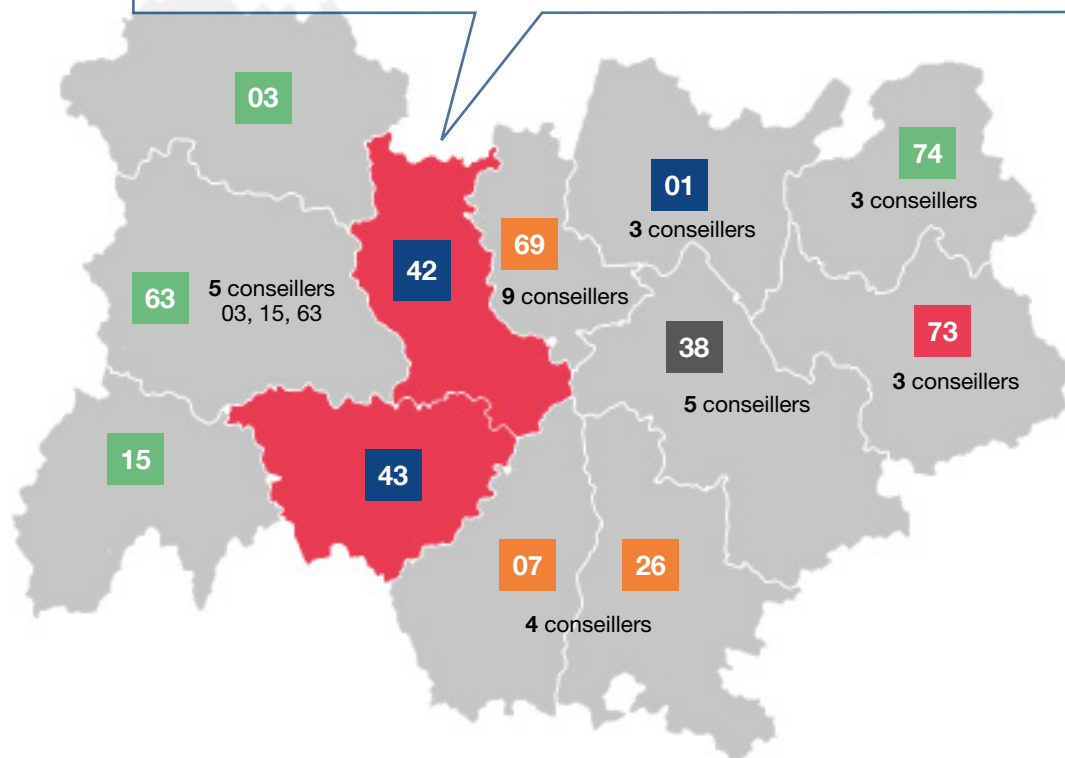 03
74
3 conseillers
01
3 conseillers
69
9 conseillers
42
63
5 conseillers
03, 15, 63
38
5 conseillers
73
3 conseillers
15
43
07
26
4 conseillers